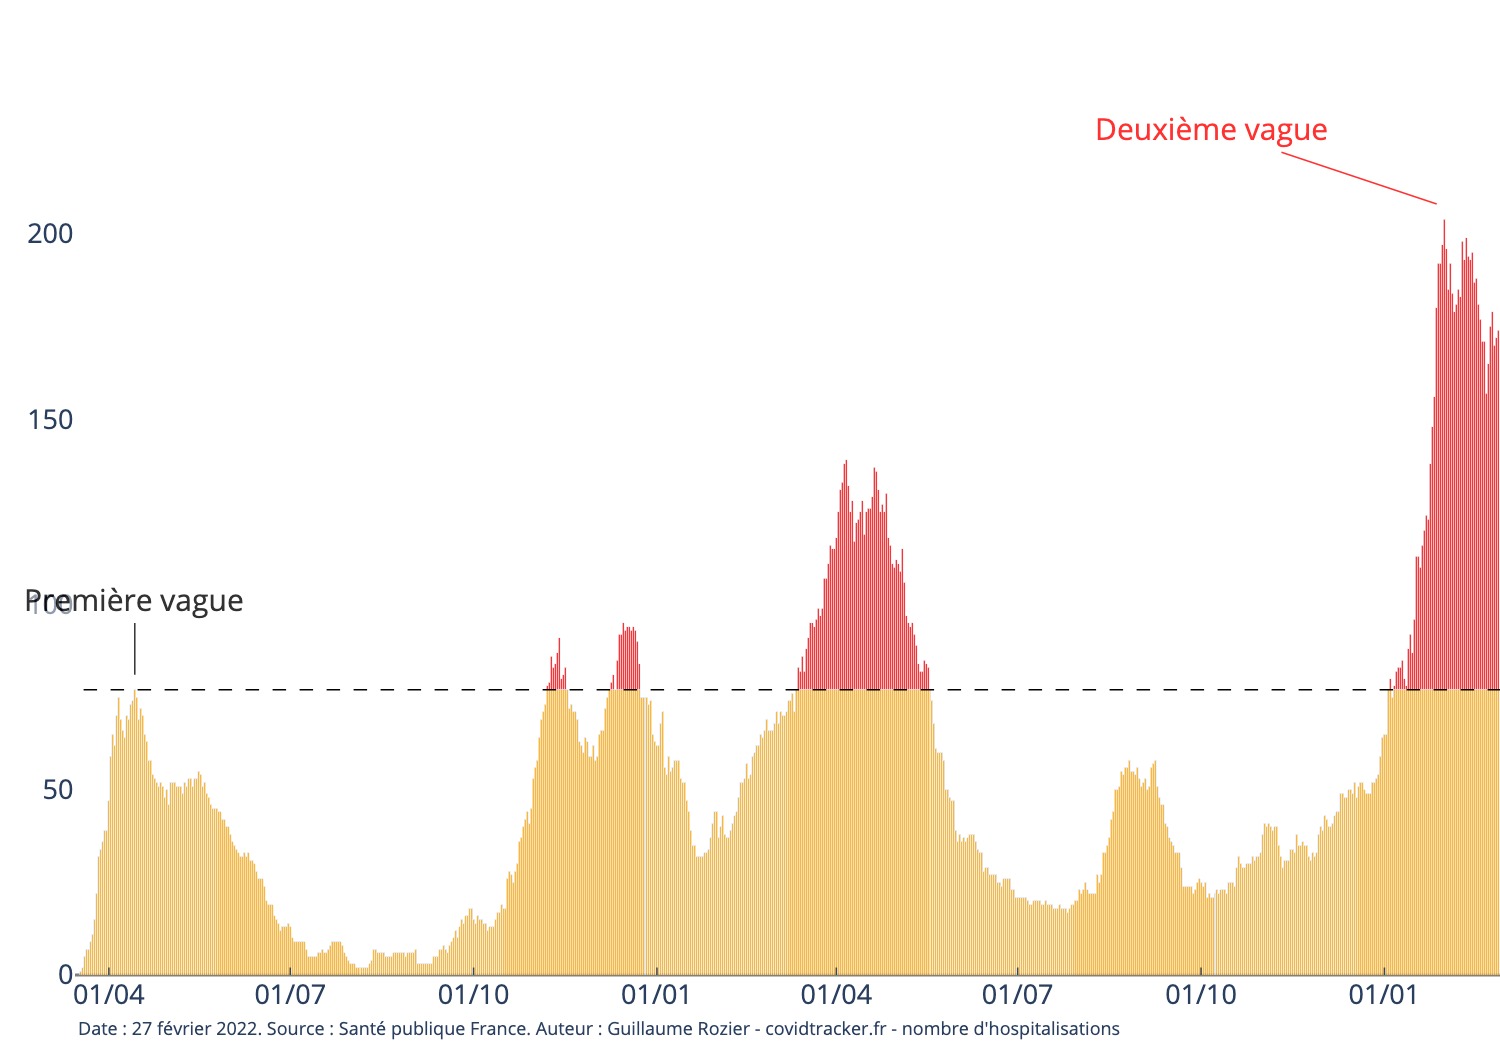 Deuxième vague
200
150
100
Première vague
50
0
01/04 01/07 01/10 01/01 01/04 01/07 01/10 01/01
Date : 27 février 2022. Source : Santé publique France. Auteur : Guillaume Rozier - covidtracker.fr - nombre d'hospitalisations